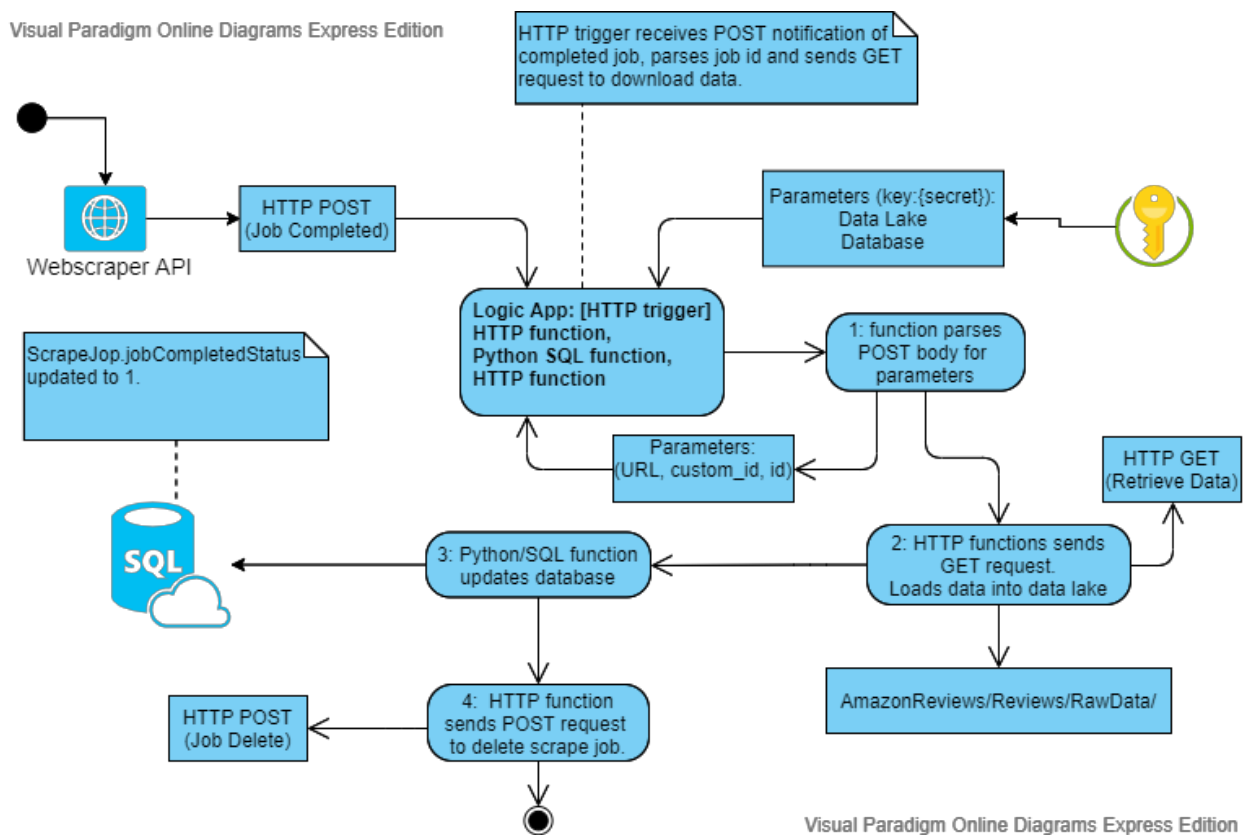 Visual Paradigm Online Diagrams Express Edition
HTTP trigger receives POST notification of
completed job, parses job id and sends GET
request to download data.
HTTP POST
(Job Completed)
Parameters (key:{secret}):
Data Lake
Database
Webscraper API
Logic App: [HTTP trigger]
HTTP function,
Python SQL function,
HTTP function
1: function parses
POST body for
parameters
ScrapeJop.jobCompletedStatus
updated to 1.
Parameters:
(URL, custom_id, id)
HTTP GET
(Retrieve Data)
SQL
3: Python/SQL function
updates database
2: HTTP functions sends
GET request.
Loads data into data lake
HTTP POST
(Job Delete)
4: HTTP function
sends POST request
to delete scrape job.
AmazonReviews/Reviews/RawData/
Visual Paradigm Online Diagrams Express Edition